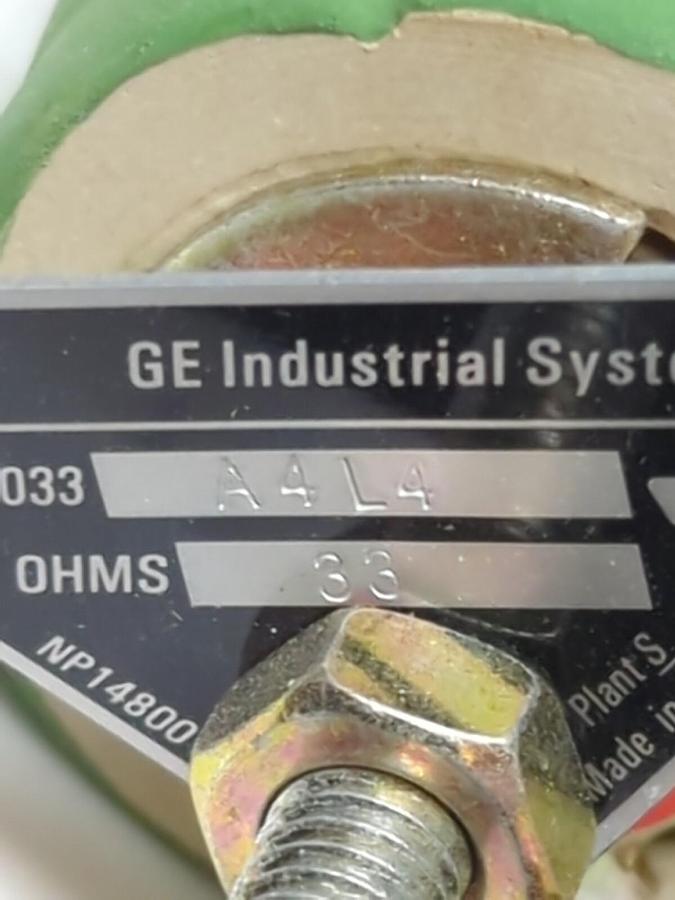 GE Industrial Syst
033 A4L4
OHMS 33
NP14800
Plant S
Made in